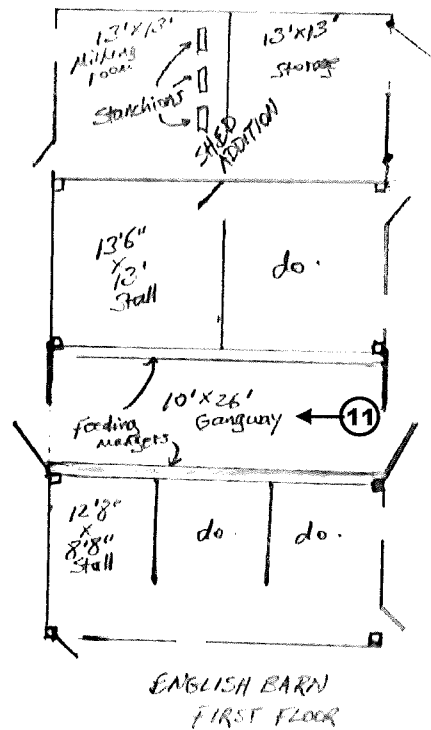 13'X13'
Milking
room
Stanchions
13'X13'
Storage
SHED
ADDITION
13'6"
X
13'
Stall
do.
10'X26'
Gangway
11
Feeding
mangers
12'8"
X
8'8"
Stall
do.
do.
ENGLISH BARN
FIRST FLOOR